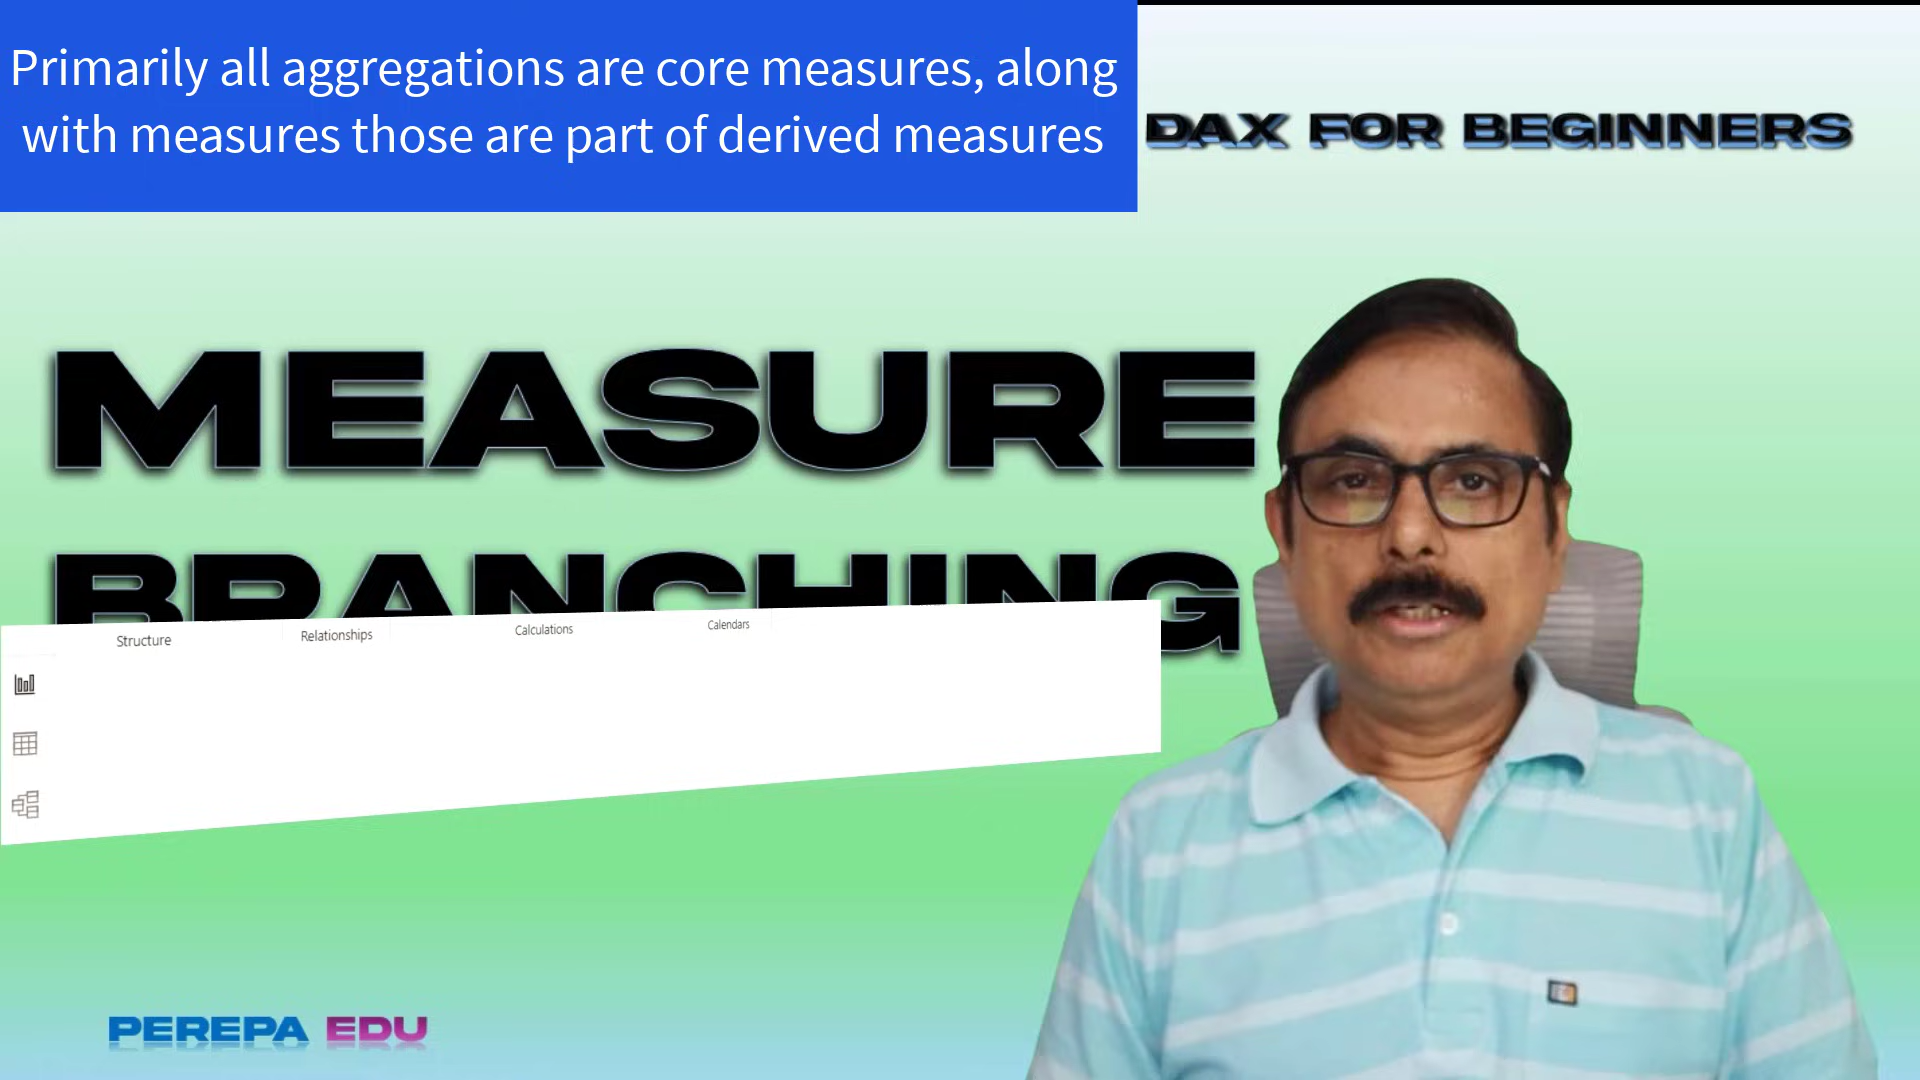 Primarily all aggregations are core measures, along
with measures those are part of derived measures
DAX FOR BEGINNERS
MEASURE
BRANCHING
Structure Relationships Calculations Calendars
PEREPA EDU